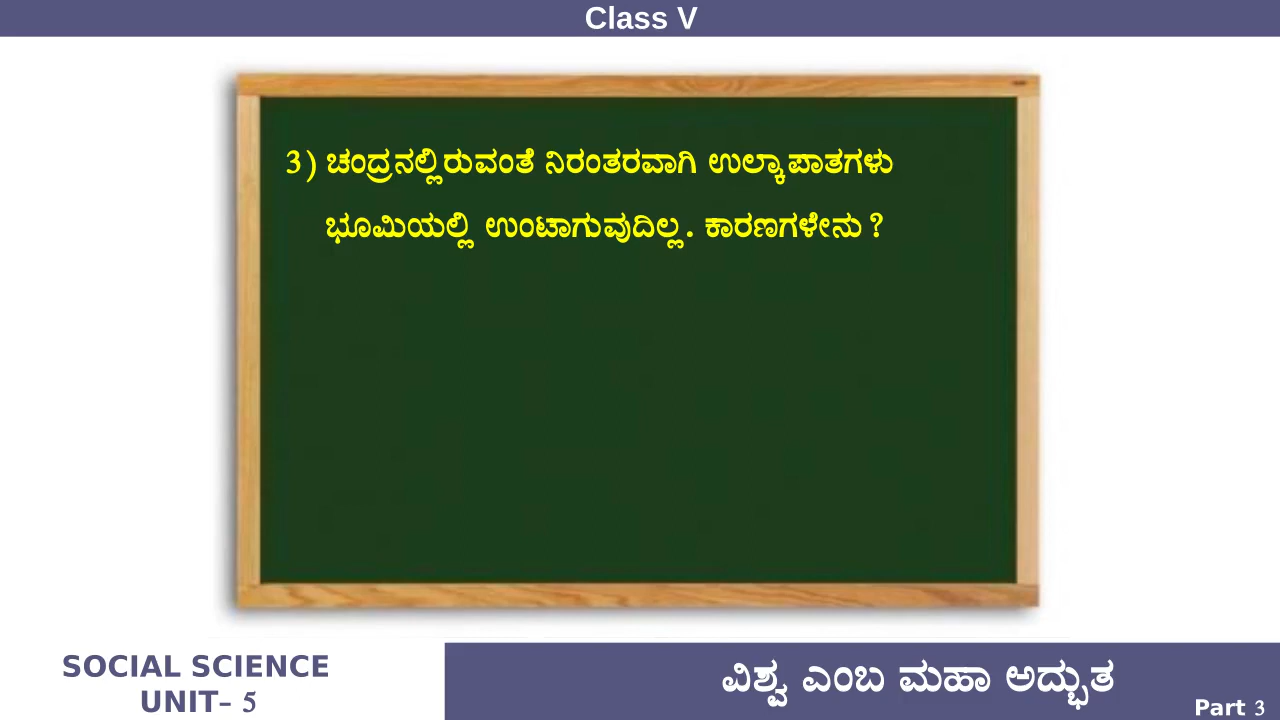 Class V
3) ಚಂದ್ರನಲ್ಲಿರುವಂತೆ ನಿರಂತರವಾಗಿ ಉಲ್ಕಾಪಾತಗಳು
ಭೂಮಿಯಲ್ಲಿ ಉಂಟಾಗುವುದಿಲ್ಲ. ಕಾರಣಗಳೇನು?
SOCIAL SCIENCE
UNIT– 5
ವಿಶ್ವ ಎಂಬ ಮಹಾ ಅದ್ಭುತ
Part 3